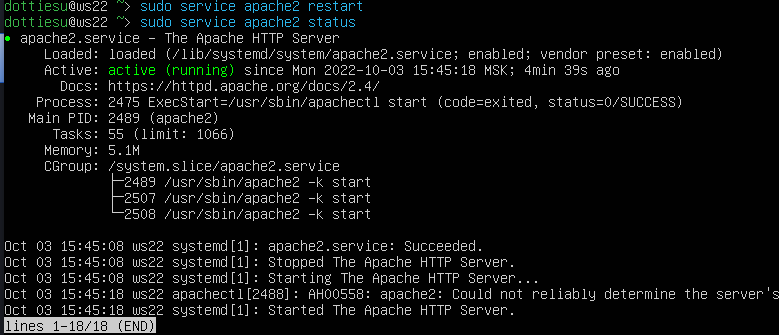 dottiesu@ws22 ~> sudo service apache2 restart
dottiesu@ws22 ~> sudo service apache2 status
● apache2.service - The Apache HTTP Server
     Loaded: loaded (/lib/systemd/system/apache2.service; enabled; vendor preset: enabled)
     Active: active (running) since Mon 2022-10-03 15:45:18 MSK; 4min 39s ago
       Docs: https://httpd.apache.org/docs/2.4/
    Process: 2475 ExecStart=/usr/sbin/apachectl start (code=exited, status=0/SUCCESS)
   Main PID: 2489 (apache2)
      Tasks: 55 (limit: 1066)
     Memory: 5.1M
     CGroup: /system.slice/apache2.service
             ├─2489 /usr/sbin/apache2 -k start
             ├─2507 /usr/sbin/apache2 -k start
             └─2508 /usr/sbin/apache2 -k start
Oct 03 15:45:08 ws22 systemd[1]: apache2.service: Succeeded.
Oct 03 15:45:08 ws22 systemd[1]: Stopped The Apache HTTP Server.
Oct 03 15:45:08 ws22 systemd[1]: Starting The Apache HTTP Server...
Oct 03 15:45:18 ws22 apachectl[2488]: AH00558: apache2: Could not reliably determine the server's
Oct 03 15:45:18 ws22 systemd[1]: Started The Apache HTTP Server.
lines 1-18/18 (END)